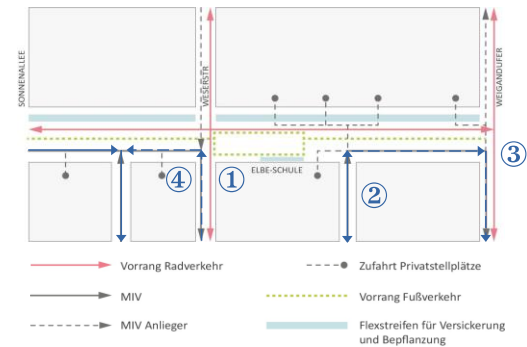 SONNENALLEE
WESERSTR
WEIGANDUFER
③
④
①
ELBE-SCHULE
②
Vorrang Radverkehr
Zufahrt Privatstellplätze
MIV
Vorrang Fußverkehr
MIV Anlieger
Flexstreifen für Versickerung
und Bepflanzung